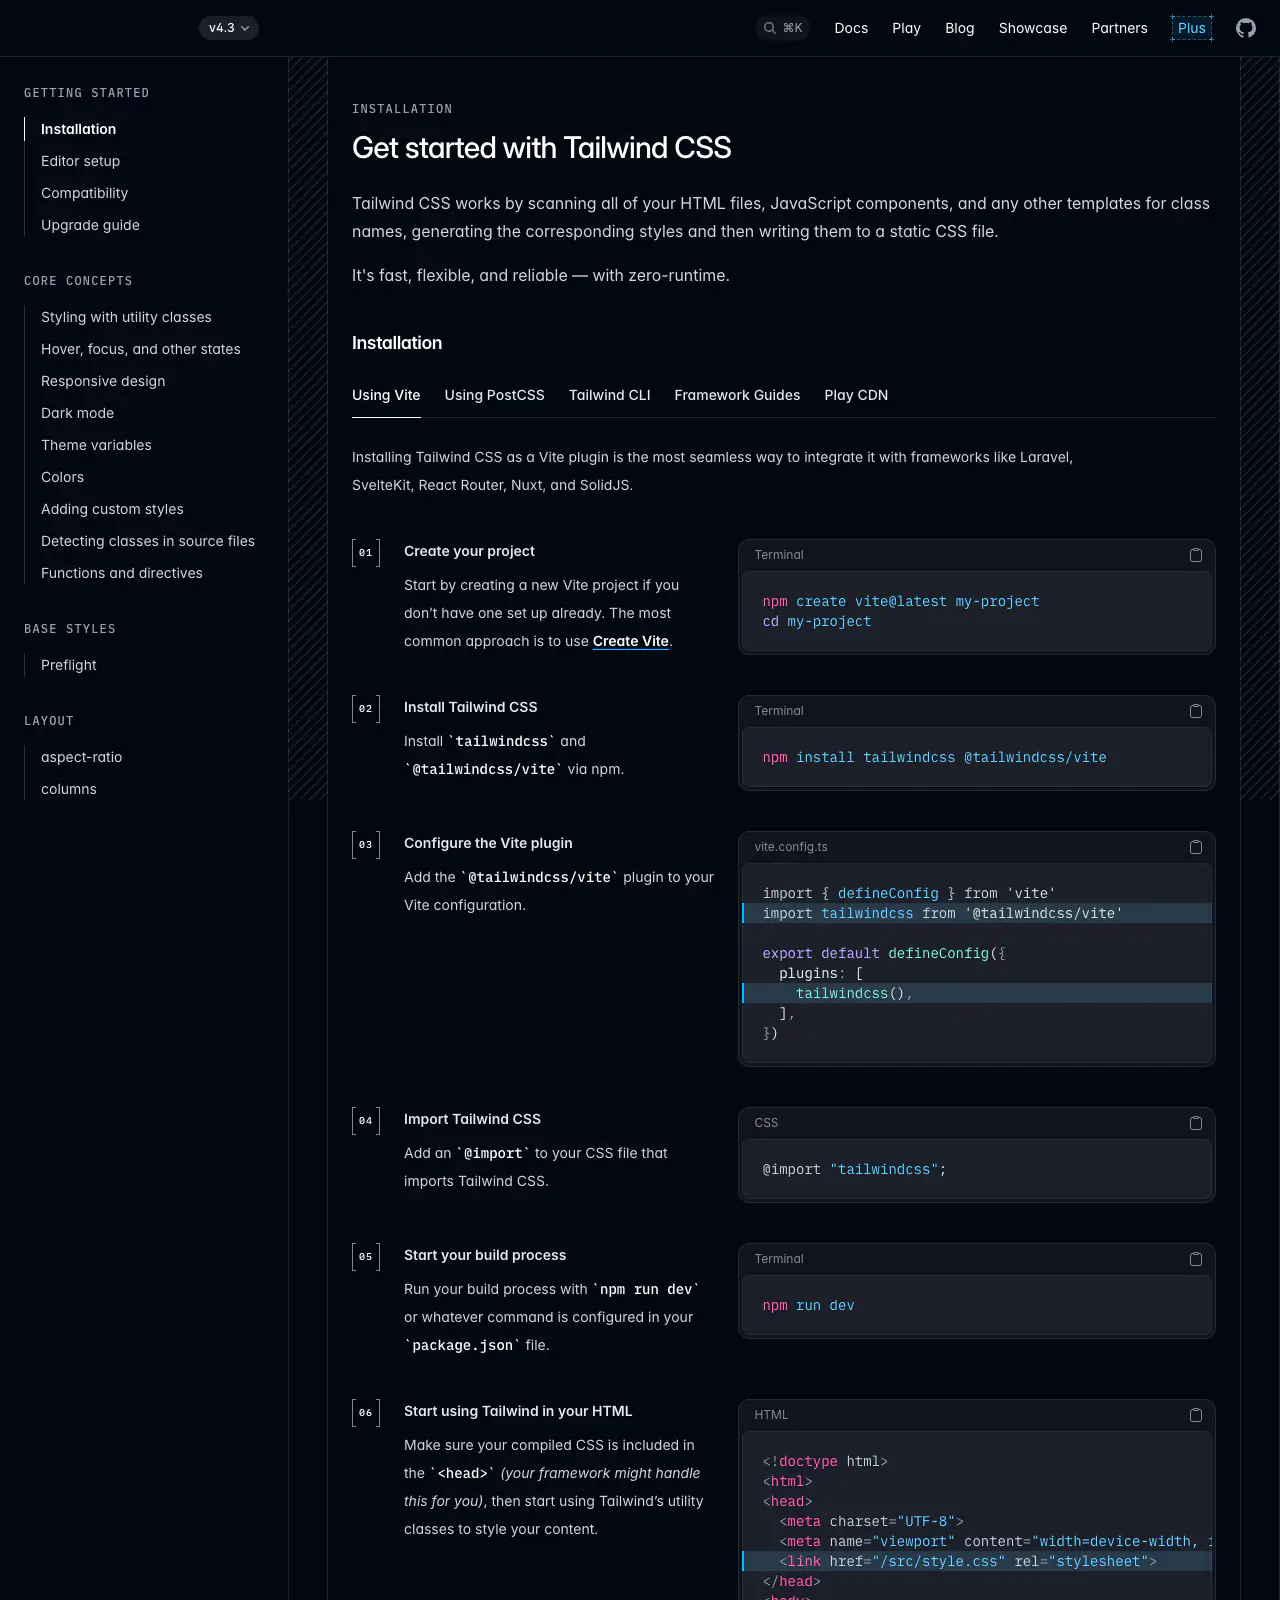 v4.3
⌘K
Docs
Play
Blog
Showcase
Partners
Plus
GETTING STARTED
Installation
Editor setup
Compatibility
Upgrade guide
CORE CONCEPTS
Styling with utility classes
Hover, focus, and other states
Responsive design
Dark mode
Theme variables
Colors
Adding custom styles
Detecting classes in source files
Functions and directives
BASE STYLES
Preflight
LAYOUT
aspect-ratio
columns
INSTALLATION
Get started with Tailwind CSS
Tailwind CSS works by scanning all of your HTML files, JavaScript components, and any other templates for class
names, generating the corresponding styles and then writing them to a static CSS file.
It's fast, flexible, and reliable — with zero-runtime.
Installation
Using Vite
Using PostCSS
Tailwind CLI
Framework Guides
Play CDN
Installing Tailwind CSS as a Vite plugin is the most seamless way to integrate it with frameworks like Laravel,
SvelteKit, React Router, Nuxt, and SolidJS.
01
Create your project
Start by creating a new Vite project if you
don’t have one set up already. The most
common approach is to use Create Vite.
Terminal
npm create vite@latest my-project
cd my-project
02
Install Tailwind CSS
Install `tailwindcss` and
`@tailwindcss/vite` via npm.
Terminal
npm install tailwindcss @tailwindcss/vite
03
Configure the Vite plugin
Add the `@tailwindcss/vite` plugin to your
Vite configuration.
vite.config.ts
import { defineConfig } from 'vite'
import tailwindcss from '@tailwindcss/vite'
export default defineConfig({
plugins: [
tailwindcss(),
],
})
04
Import Tailwind CSS
Add an `@import` to your CSS file that
imports Tailwind CSS.
CSS
@import "tailwindcss";
05
Start your build process
Run your build process with `npm run dev`
or whatever command is configured in your
`package.json` file.
Terminal
npm run dev
06
Start using Tailwind in your HTML
Make sure your compiled CSS is included in
the `<head>` (your framework might handle
this for you), then start using Tailwind’s utility
classes to style your content.
HTML
<!doctype html>
<html>
<head>
<meta charset="UTF-8">
<meta name="viewport" content="width=device-width,
<link href="/src/style.css" rel="stylesheet">
</head>